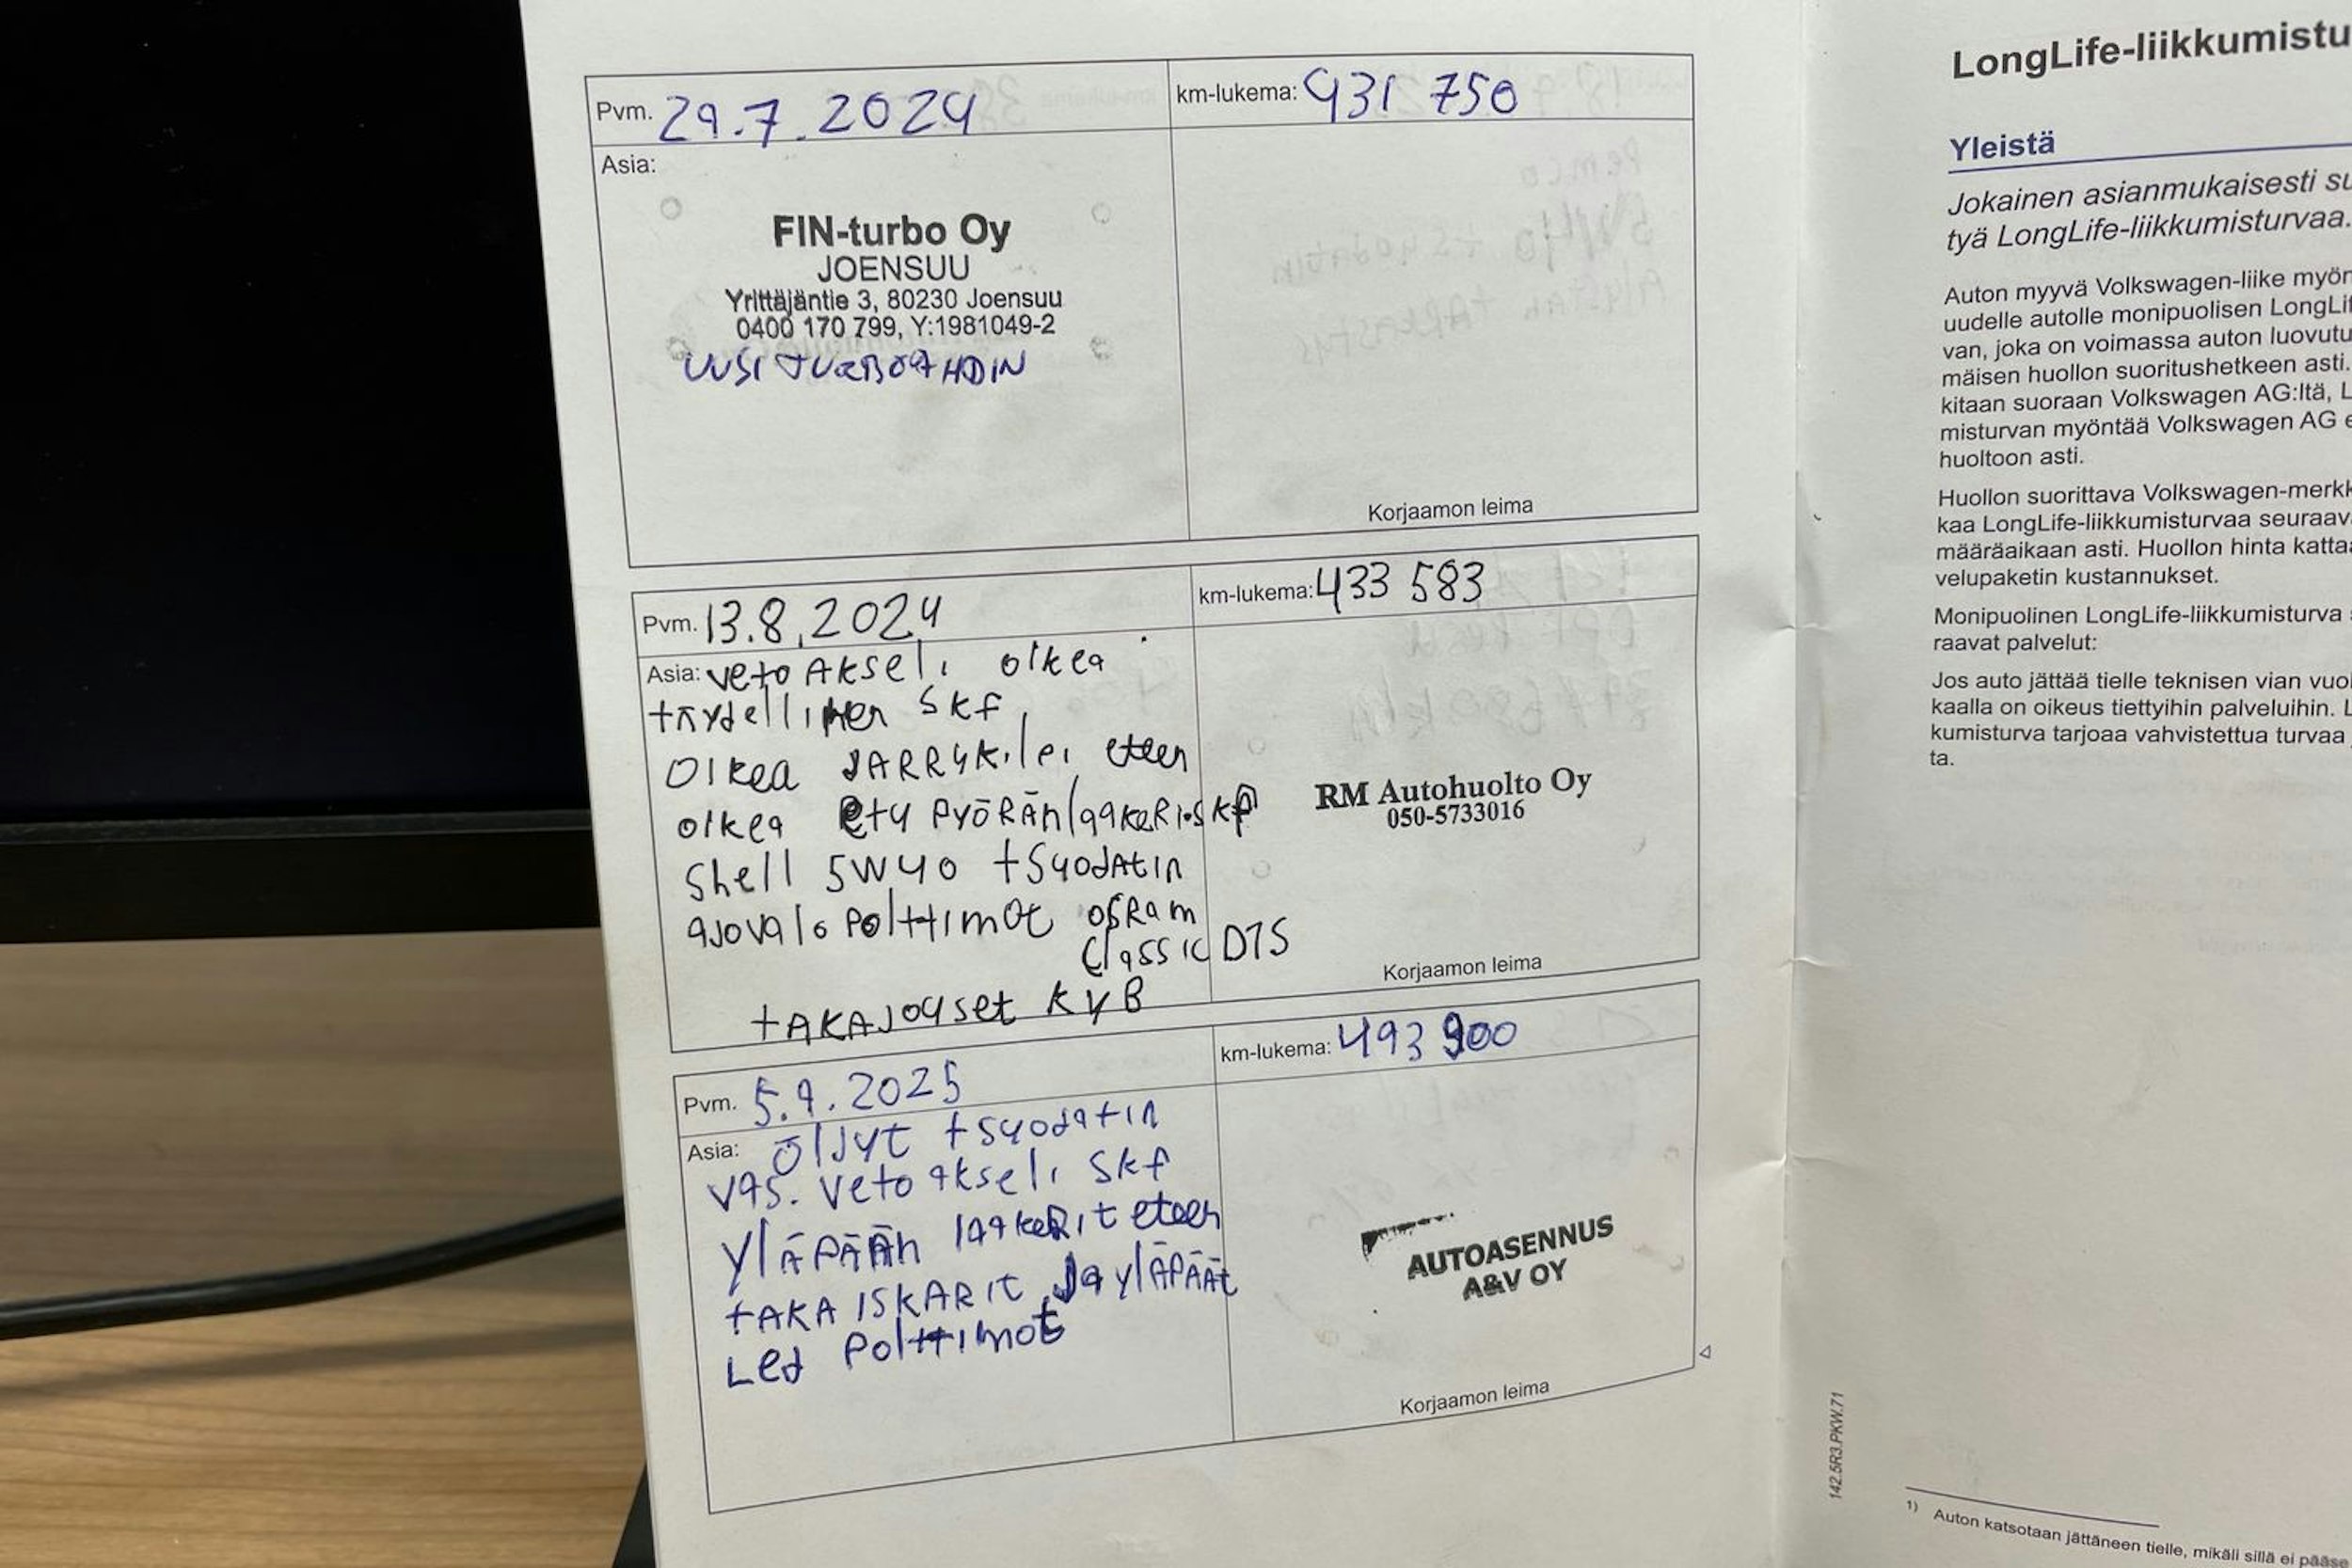 Pvm. 29.7.2024
km-lukema: 431 750
Asia:
FIN-turbo Oy
JOENSUU
Yrittäjäntie 3, 80230 Joensuu
0400 170 799, Y:1981049-2
UUSI TURBOAHDIN
Korjaamon leima
Pvm. 13.8.2024
km-lukema: 433 583
Asia: veto AKseli oikea
täydellinen SKf
Oikea JARRUKilpi eteen
oikea Etu PYÖRÄn laakeri SKf
Shell 5W40 +Suodatin
ajovalo Polttimot osRam
Classic D1S
tAKAJouset KYB
RM Autohuolto Oy
050-5733016
Korjaamon leima
Pvm. 5.9.2025
km-lukema: 493 900
Asia: öljyt +suodatin
vas. veto akseli SKf
YläPÄÄn laakeRit eteen
tAKA ISKARIt Ja yläPÄÄt
Led Polttimot
AUTOASENNUS
A&V OY
Korjaamon leima
LongLife-liikkumistu
Yleistä
Jokainen asianmukaisesti su
tyä LongLife-liikkumisturvaa.
Auton myyvä Volkswagen-liike myön
uudelle autolle monipuolisen LongLif
van, joka on voimassa auton luovutu
mäisen huollon suoritushetkeen asti.
kitaan suoraan Volkswagen AG:ltä, L
misturvan myöntää Volkswagen AG e
huoltoon asti.
Huollon suorittava Volkswagen-merkk
kaa LongLife-liikkumisturvaa seuraav
määräaikaan asti. Huollon hinta katta
velupaketin kustannukset.
Monipuolinen LongLife-liikkumisturva
raavat palvelut:
Jos auto jättää tielle teknisen vian vuo
kaalla on oikeus tiettyihin palveluihin. L
kumisturva tarjoaa vahvistettua turvaa
ta.
142.5R3.PKW.71
1) Auton katsotaan jättäneen tielle, mikäli sillä ei pääse